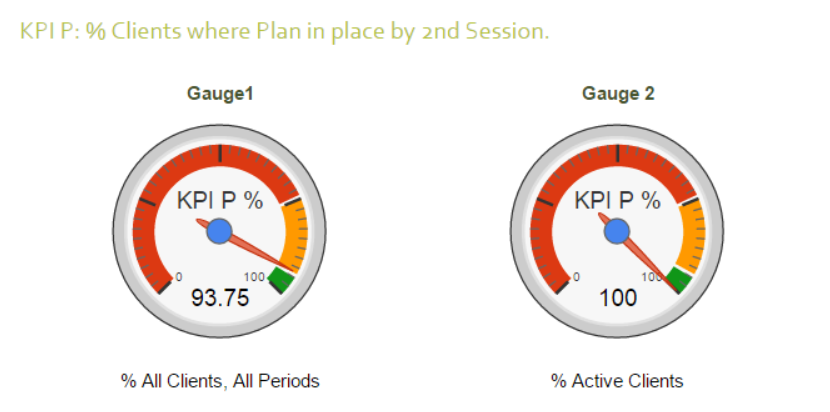 KPI P: % Clients where Plan in place by 2nd Session.
Gauge1
Gauge 2
KPI P %
0
100
93.75
KPI P %
0
100
100
% All Clients, All Periods
% Active Clients